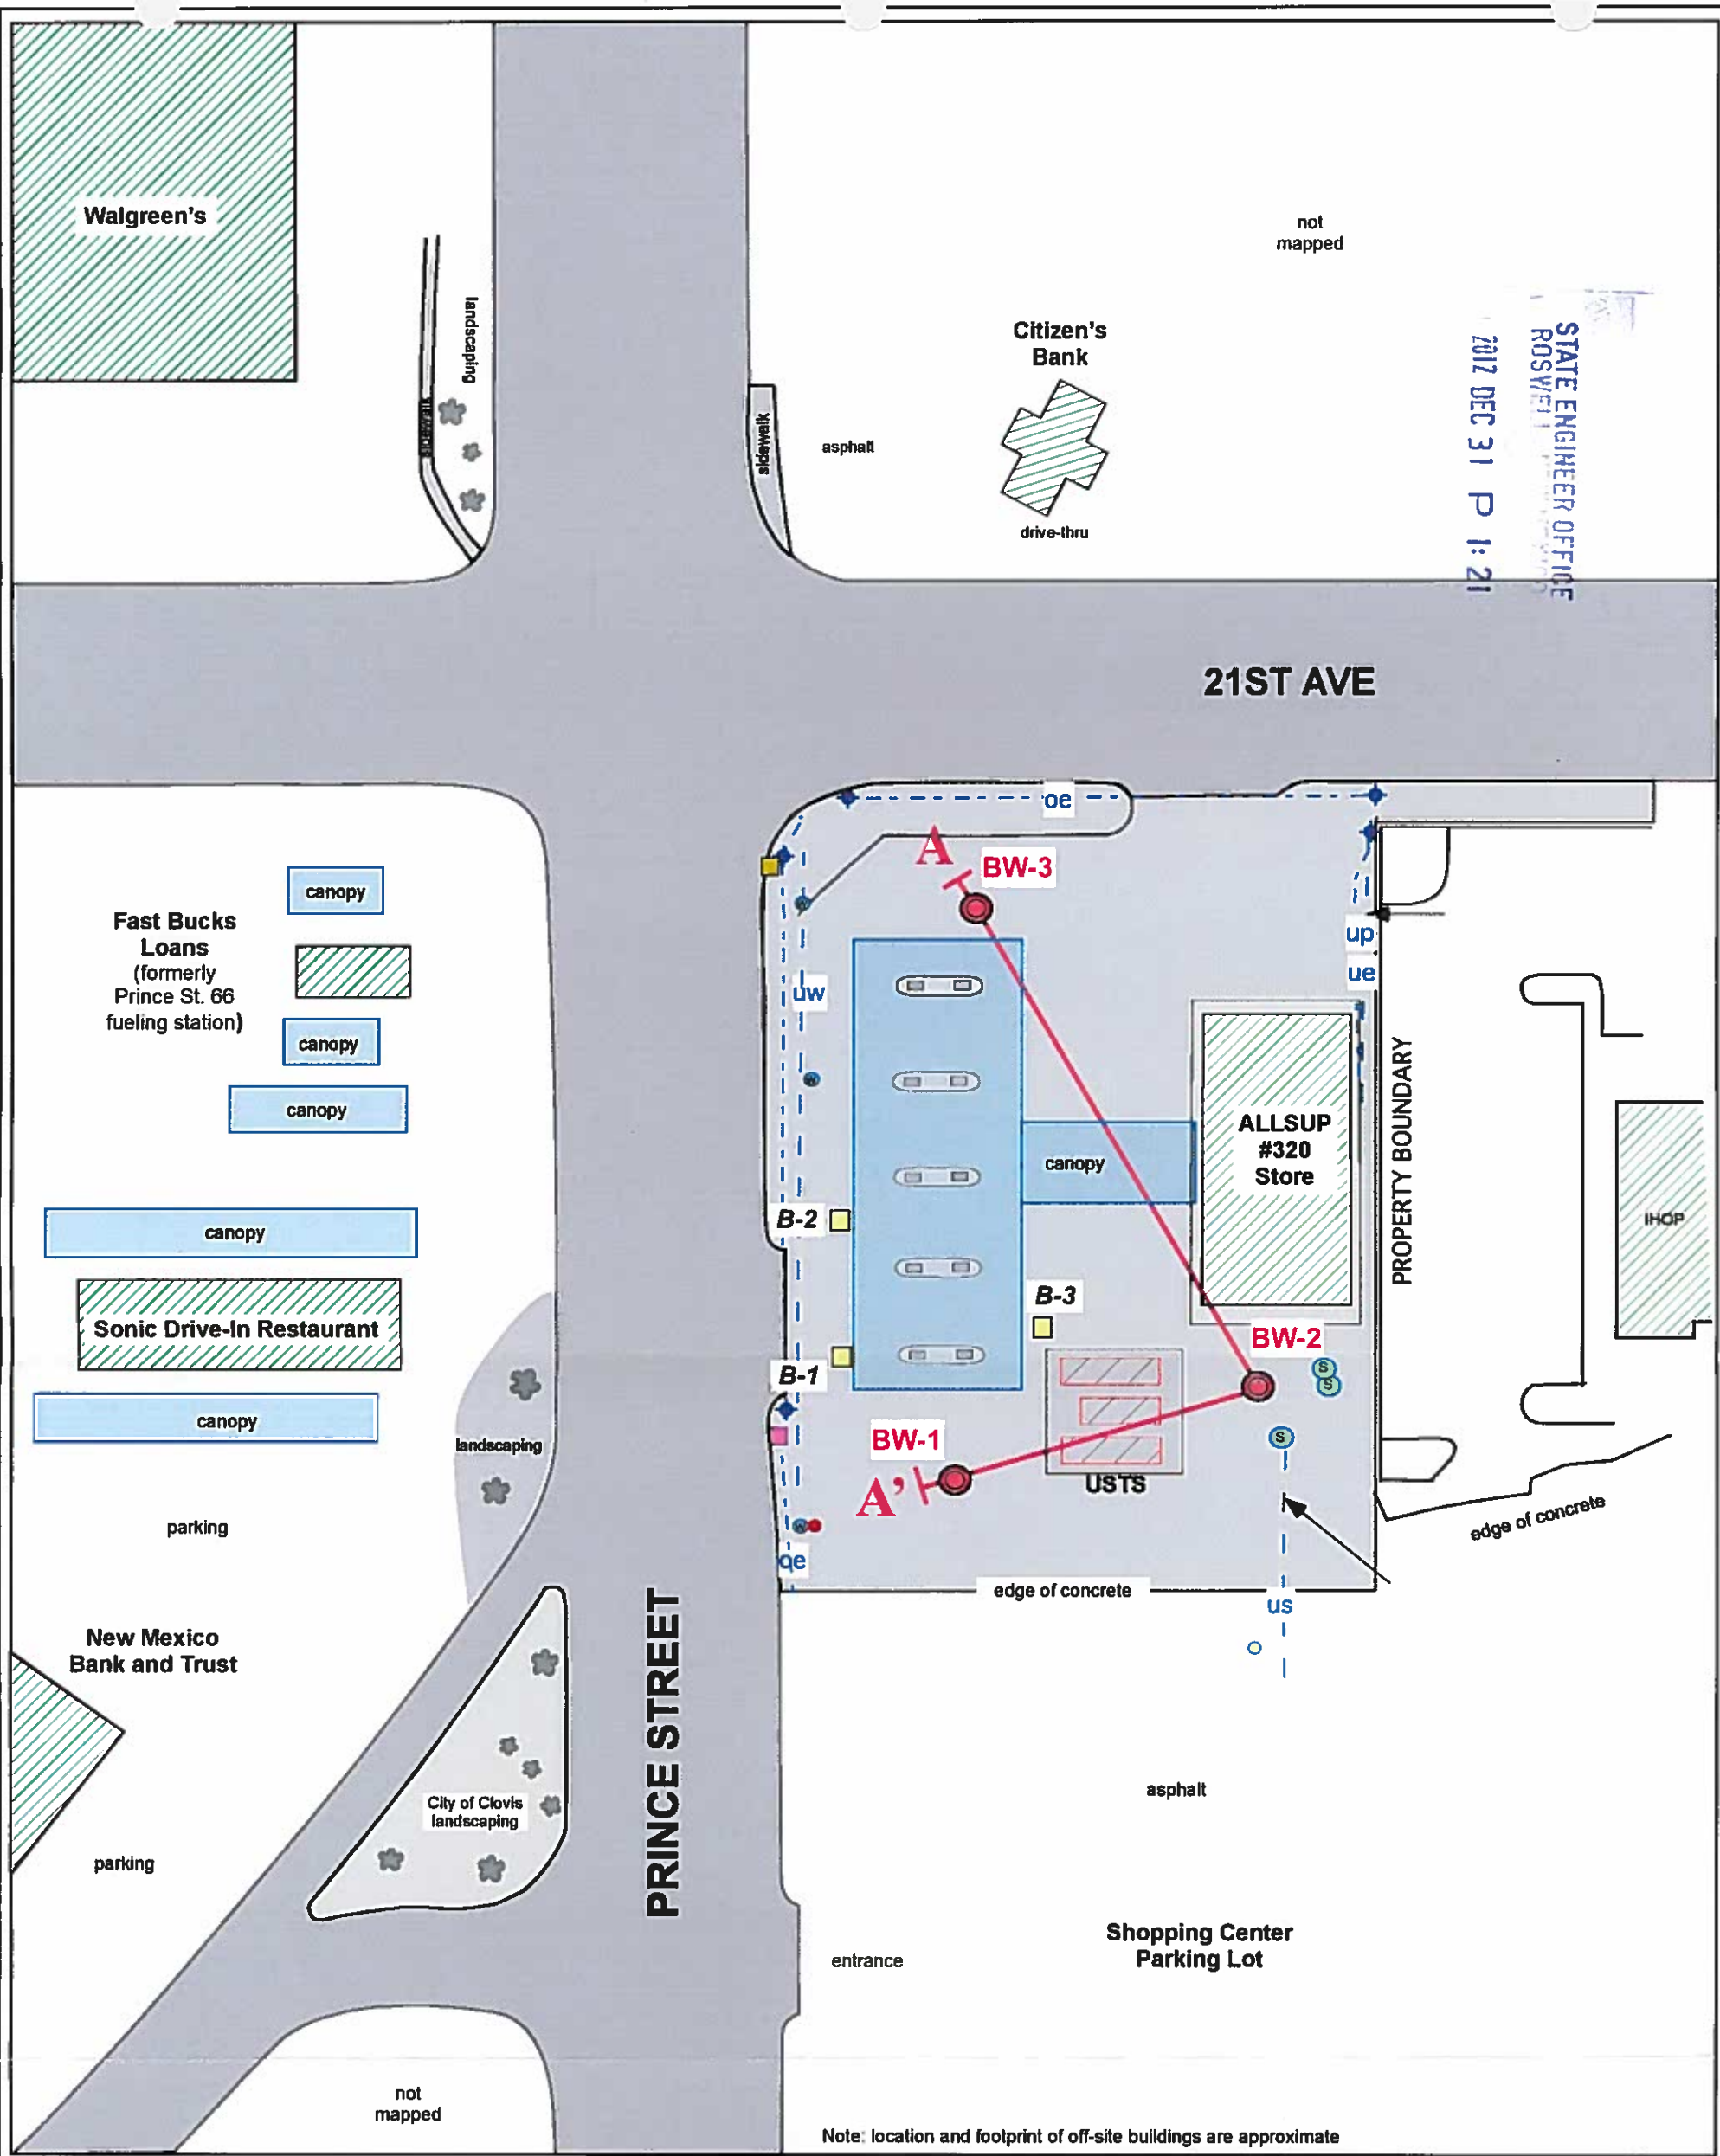 Walgreen's
landscaping
sidewalk
sidewalk
asphalt
Citizen's
Bank
drive-thru
not
mapped
STATE ENGINEER OFFICE
2012 DEC 31 P 1:21
21ST AVE
oe
A
BW-3
uw
up
ue
canopy
Fast Bucks
Loans
(formerly
Prince St. 66
fueling station)
canopy
canopy
canopy
Sonic Drive-In Restaurant
canopy
canopy
ALLSUP
#320
Store
PROPERTY BOUNDARY
IHOP
B-2
B-3
B-1
BW-2
S
S
S
W
W
BW-1
A'
USTS
oe
landscaping
parking
edge of concrete
edge of concrete
us
New Mexico
Bank and Trust
PRINCE STREET
City of Clovis
landscaping
parking
asphalt
Shopping Center
Parking Lot
entrance
not
mapped
Note: location and footprint of off-site buildings are approximate